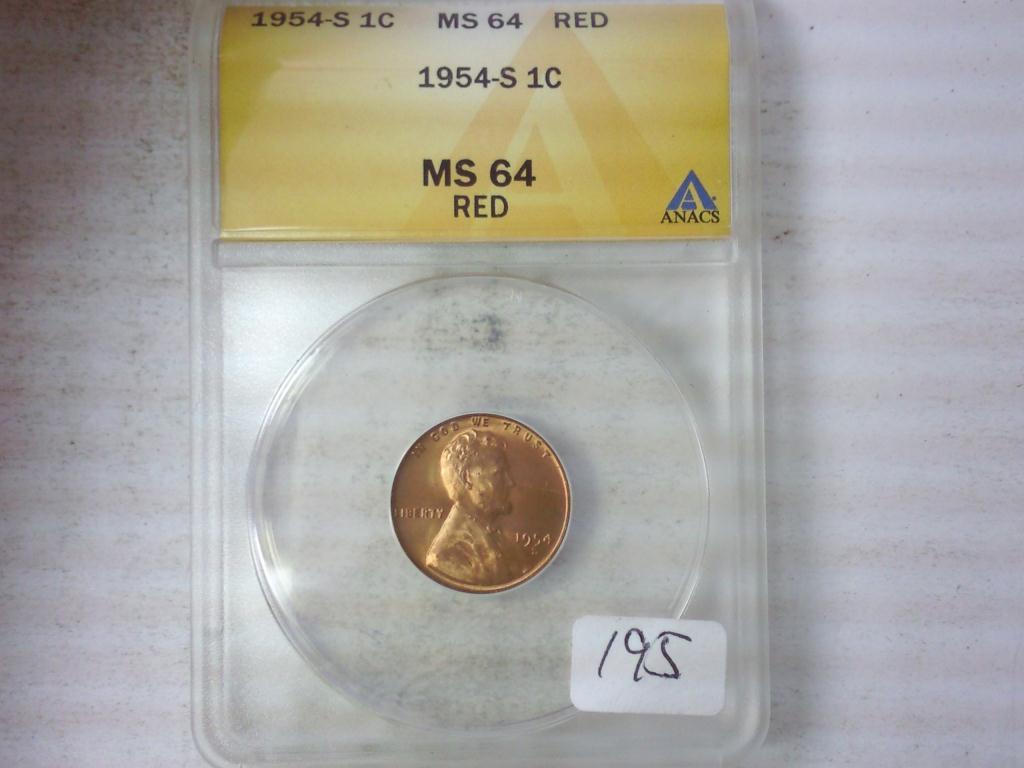 1954-S 1C MS 64 RED
1954-S 1C
MS 64
RED
A
ANACS
IN GOD WE TRUST
LIBERTY
1954
S
195